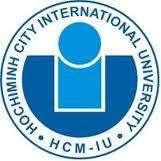 HOCHIMINH CITY INTERNATIONAL UNIVERSITY
• HCM-IU •